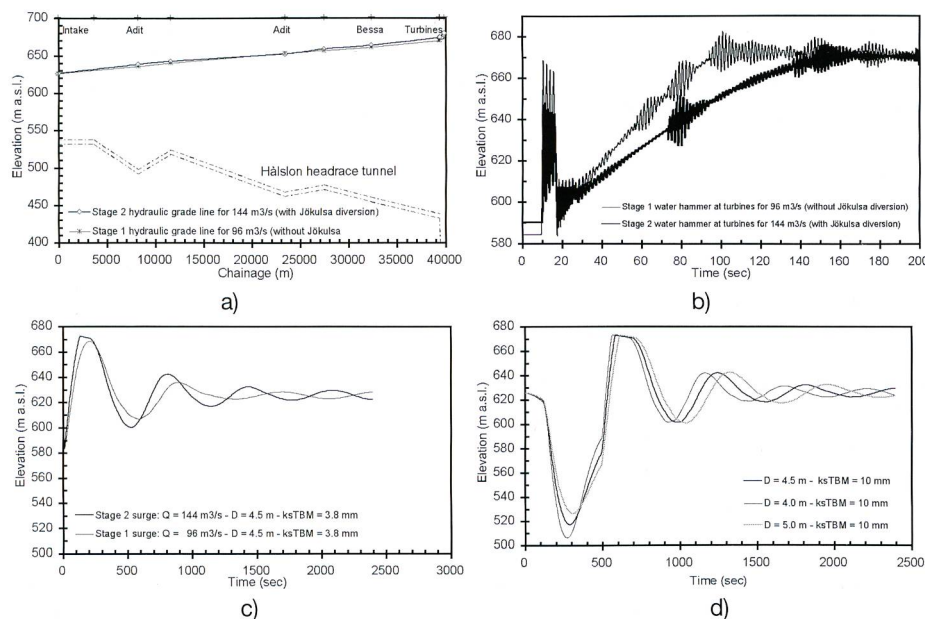 700
650
600
550
500
450
400
Elevation (m a.s.l.)
Intake Adit Adit Bessa Turbines
Hàlslon headrace tunnel
Stage 2 hydraulic grade line for 144 m3/s (with Jökulsa diversion)
Stage 1 hydraulic grade line for 96 m3/s (without Jökulsa
0 5000 10000 15000 20000 25000 30000 35000 40000
Chainage (m)
a)
680
660
640
620
600
580
Elevation (m a.s.l.)
Stage 1 water hammer at turbines for 96 m3/s (without Jökulsa diversion)
Stage 2 water hammer at turbines for 144 m3/s (with Jökulsa diversion)
0 20 40 60 80 100 120 140 160 180 200
Time (sec)
b)
680
660
640
620
600
580
560
540
520
500
Elevation (m a.s.l.)
Stage 2 surge: Q = 144 m3/s - D = 4.5 m - ksTBM = 3.8 mm
Stage 1 surge: Q = 96 m3/s - D = 4.5 m - ksTBM = 3.8 mm
0 500 1000 1500 2000 2500 3000
Time (sec)
c)
680
660
640
620
600
580
560
540
520
500
Elevation (m a.s.l.)
D = 4.5 m - ksTBM = 10 mm
D = 4.0 m - ksTBM = 10 mm
D = 5.0 m - ksTBM = 10 mm
0 500 1000 1500 2000 2500
Time (sec)
d)